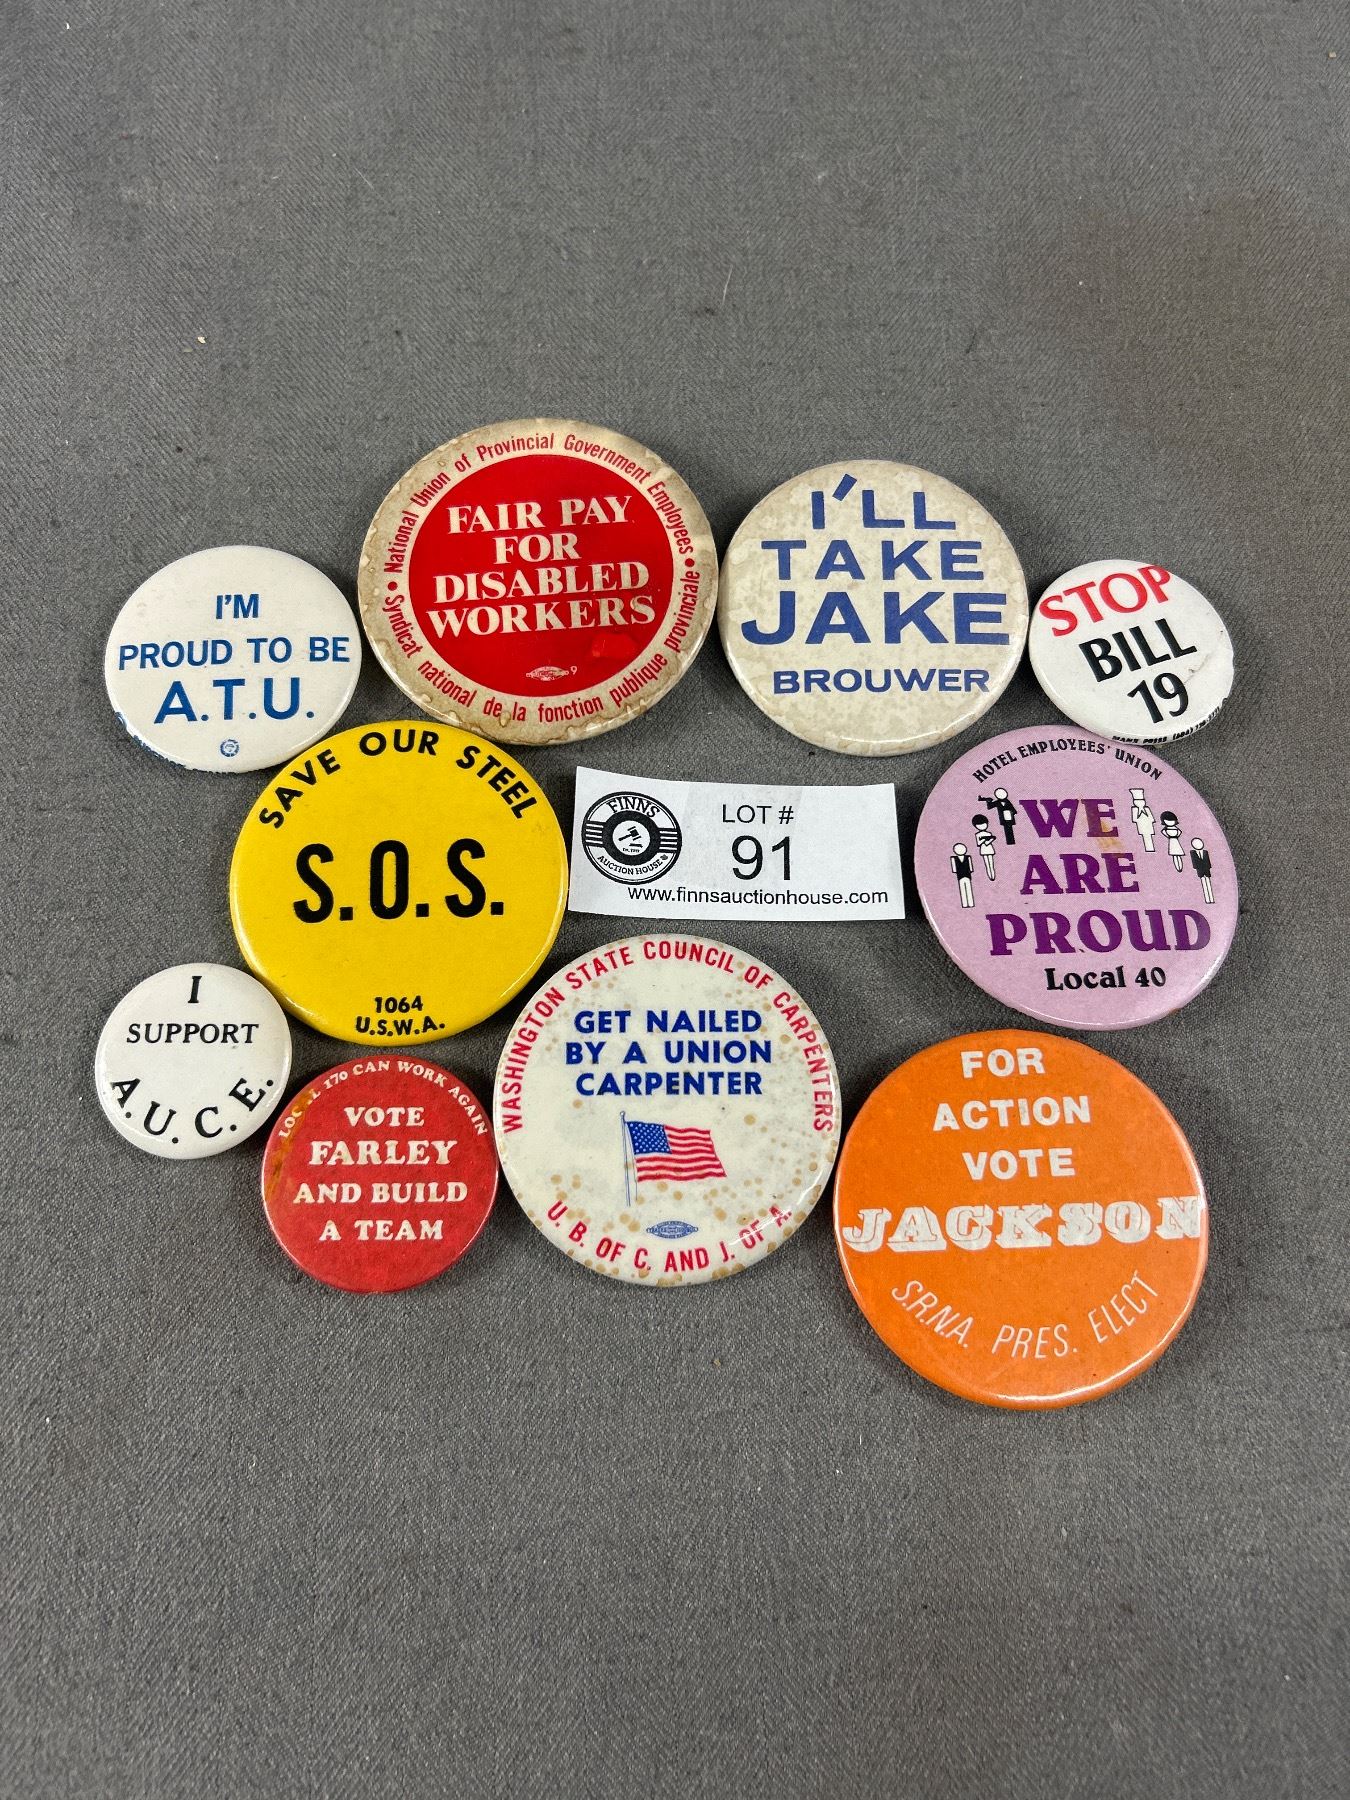 National Union of Provincial Government Employees
FAIR PAY
FOR
DISABLED
WORKERS
9
Syndicat national de la fonction publique provinciale
I'LL
TAKE
JAKE
BROUWER
STOP
BILL
19
I'M
PROUD TO BE
A.T.U.
SAVE OUR STEEL
S.O.S.
1064
U.S.W.A.
FINNS
AUCTION HOUSE
LOT #
91
www.finnsauctionhouse.com
HOTEL EMPLOYEES' UNION
WE
ARE
PROUD
Local 40
I
SUPPORT
A.U.C.E.
LOCAL 170 CAN WORK AGAIN
VOTE
FARLEY
AND BUILD
A TEAM
WASHINGTON STATE COUNCIL OF CARPENTERS
GET NAILED
BY A UNION
CARPENTER
U. B. OF C. AND J. OF A.
FOR
ACTION
VOTE
JACKSON
S.R.N.A. PRES. ELECT